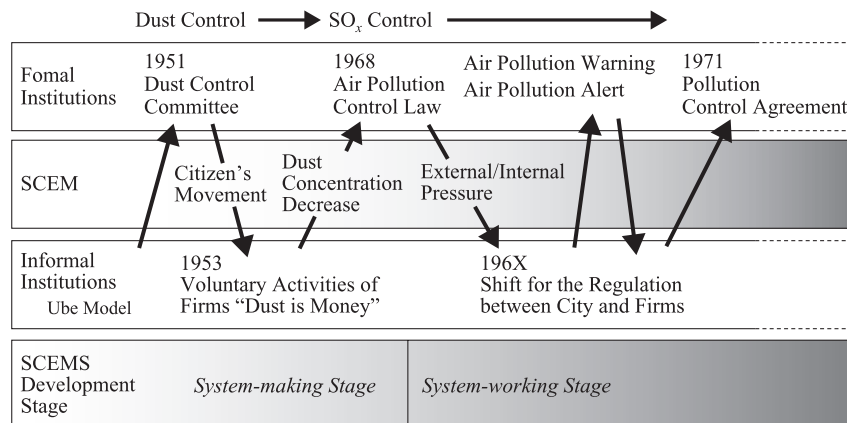 Dust Control SOx Control
Fomal
Institutions
1951
Dust Control
Committee
1968
Air Pollution
Control Law
Air Pollution Warning
Air Pollution Alert
1971
Pollution
Control Agreement
SCEM
Citizen's
Movement
Dust
Concentration
Decrease
External/Internal
Pressure
Informal
Institutions
Ube Model
1953
Voluntary Activities of
Firms “Dust is Money”
196X
Shift for the Regulation
between City and Firms
SCEMS
Development
Stage
System-making Stage
System-working Stage